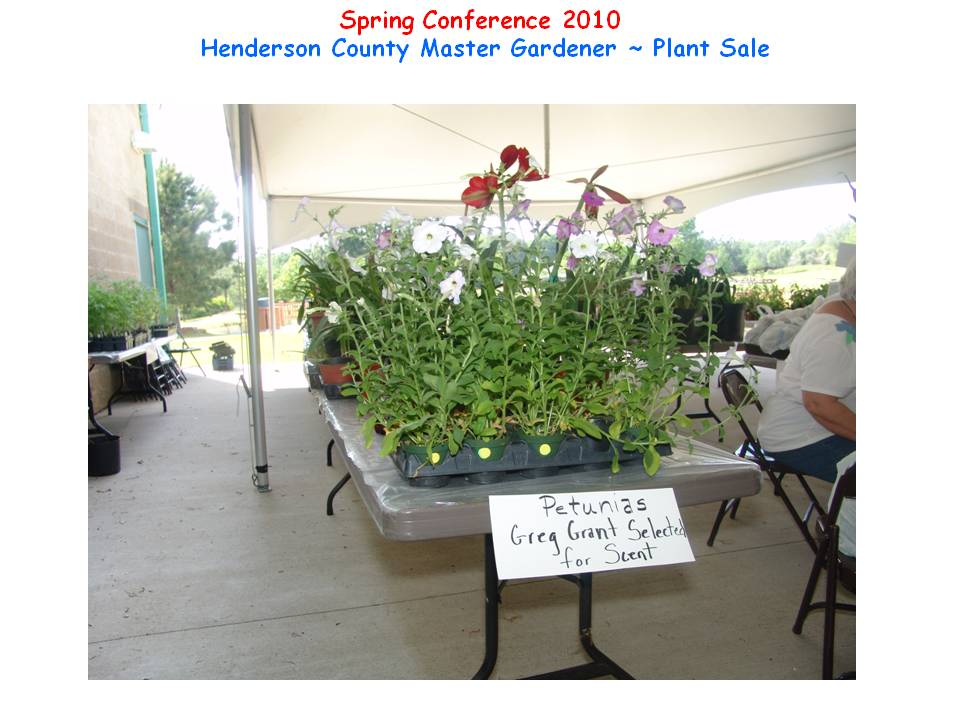 Spring Conference 2010
Henderson County Master Gardener ~ Plant Sale
Petunias
Greg Grant Selected
for Scent